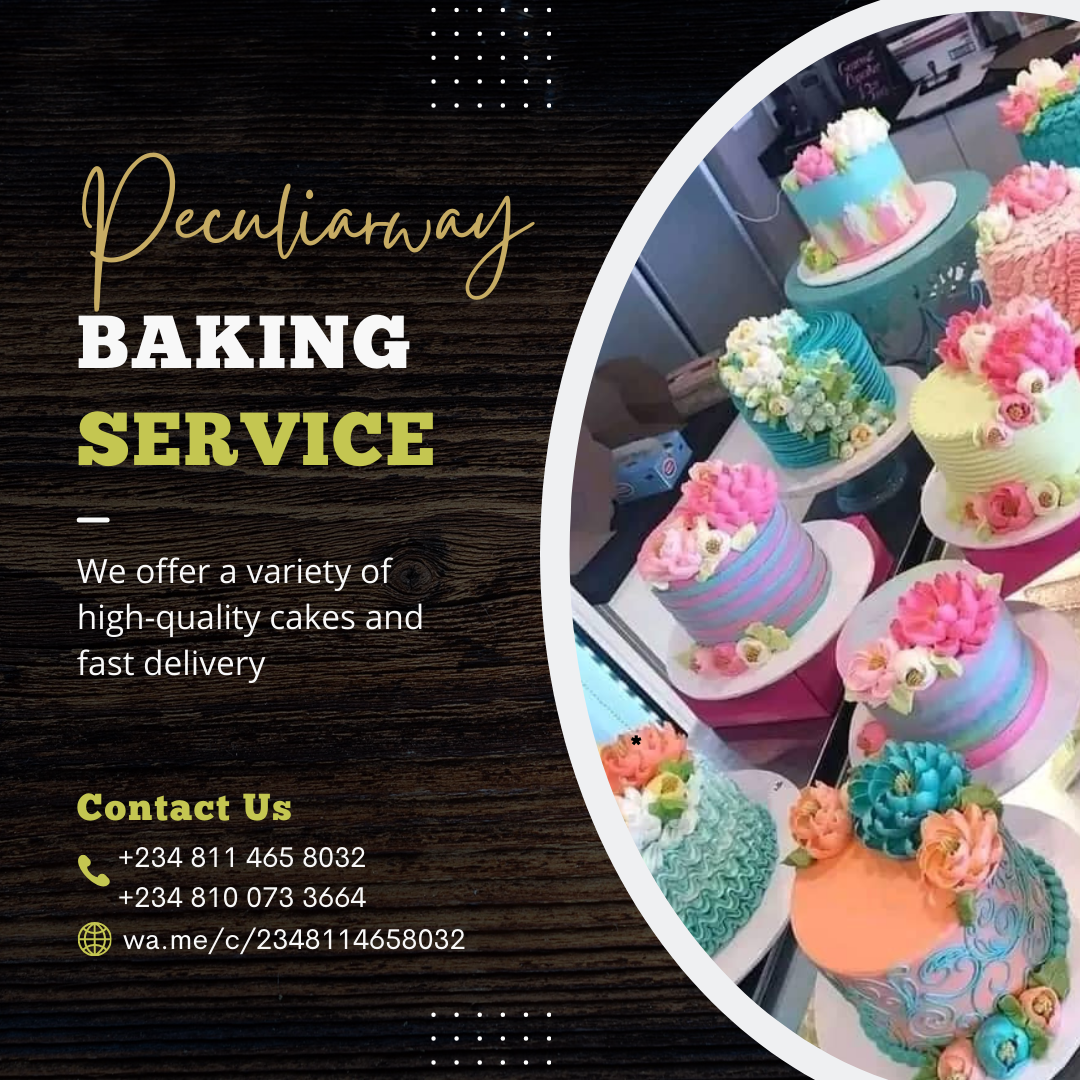 Peculiarway
BAKING
SERVICE
We offer a variety of
high-quality cakes and
fast delivery
Contact Us
+234 811 465 8032
+234 810 073 3664
wa.me/c/2348114658032